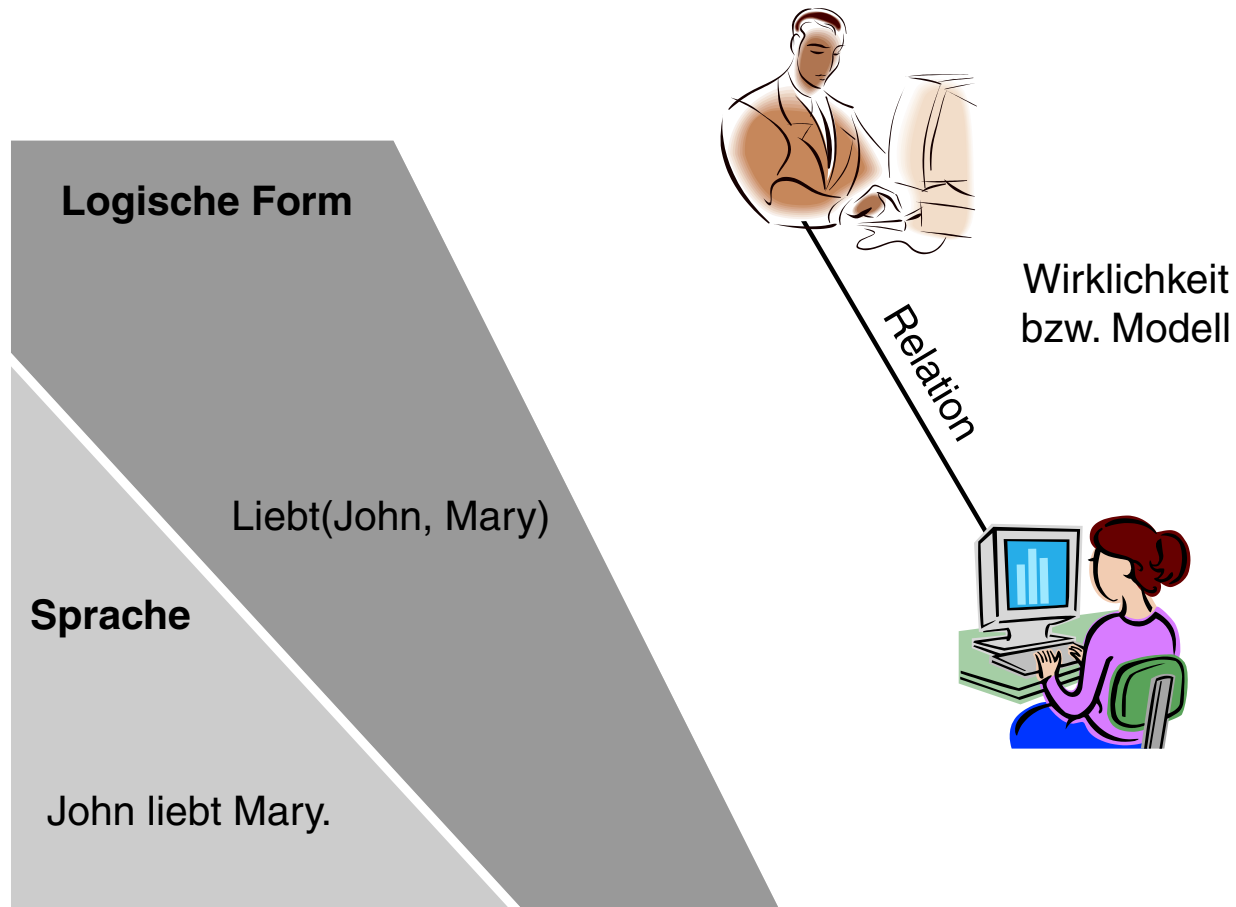 Logische Form
Wirklichkeit
bzw. Modell
Relation
Liebt(John, Mary)
Sprache
John liebt Mary.